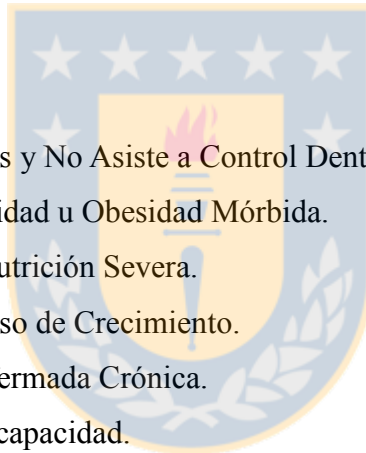 s y No Asiste a Control Dent
idad u Obesidad Mórbida.
utrición Severa.
so de Crecimiento.
ermada Crónica.
capacidad.